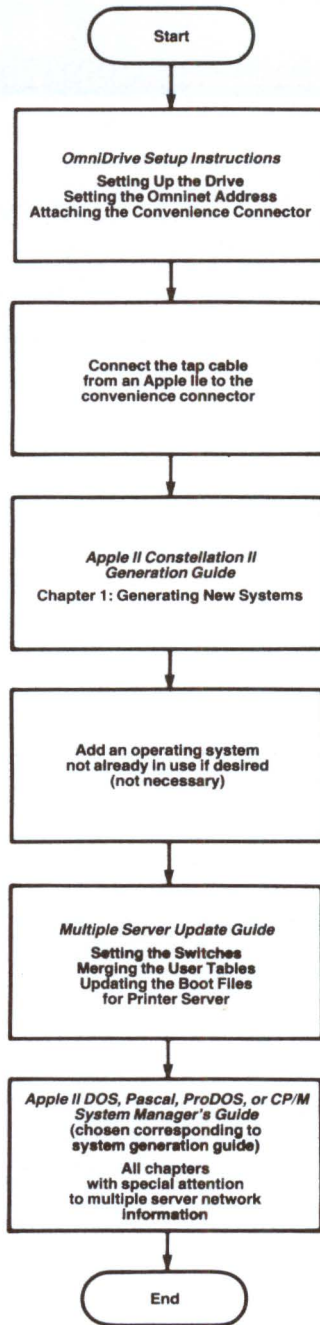 Start
OmniDrive Setup Instructions
Setting Up the Drive
Setting the Omninet Address
Attaching the Convenience Connector
Connect the tap cable
from an Apple IIe to the
convenience connector
Apple II Constellation II
Generation Guide
Chapter 1: Generating New Systems
Add an operating system
not already in use if desired
(not necessary)
Multiple Server Update Guide
Setting the Switches
Merging the User Tables
Updating the Boot Files
for Printer Server
Apple II DOS, Pascal, ProDOS, or CP/M
System Manager's Guide
(chosen corresponding to
system generation guide)
All chapters
with special attention
to multiple server network
information
End